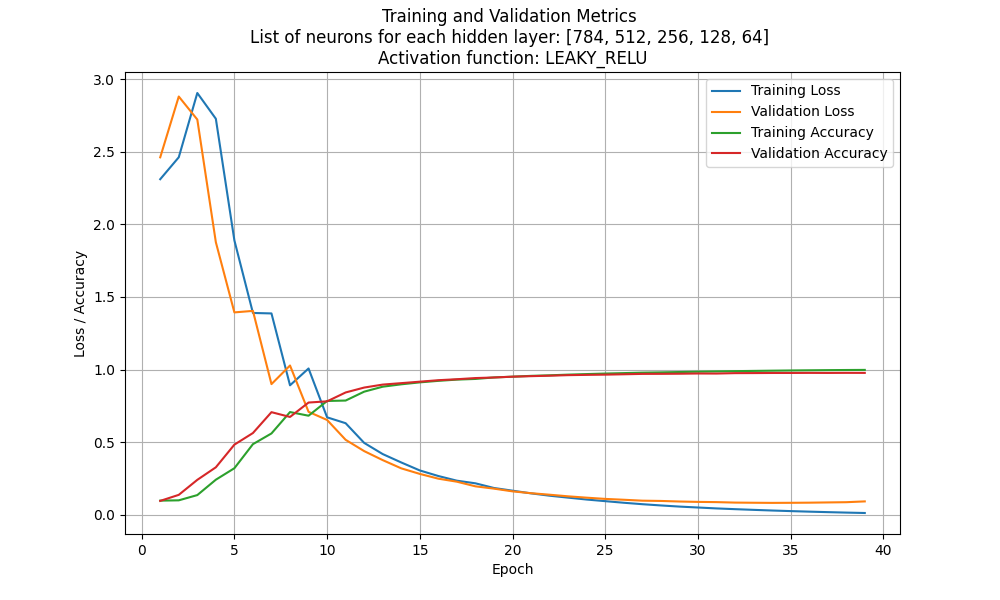 Training and Validation Metrics
List of neurons for each hidden layer: [784, 512, 256, 128, 64]
Activation function: LEAKY_RELU
Training Loss
Validation Loss
Training Accuracy
Validation Accuracy
3.0
2.5
2.0
1.5
1.0
0.5
0.0
Loss / Accuracy
0 5 10 15 20 25 30 35 40
Epoch